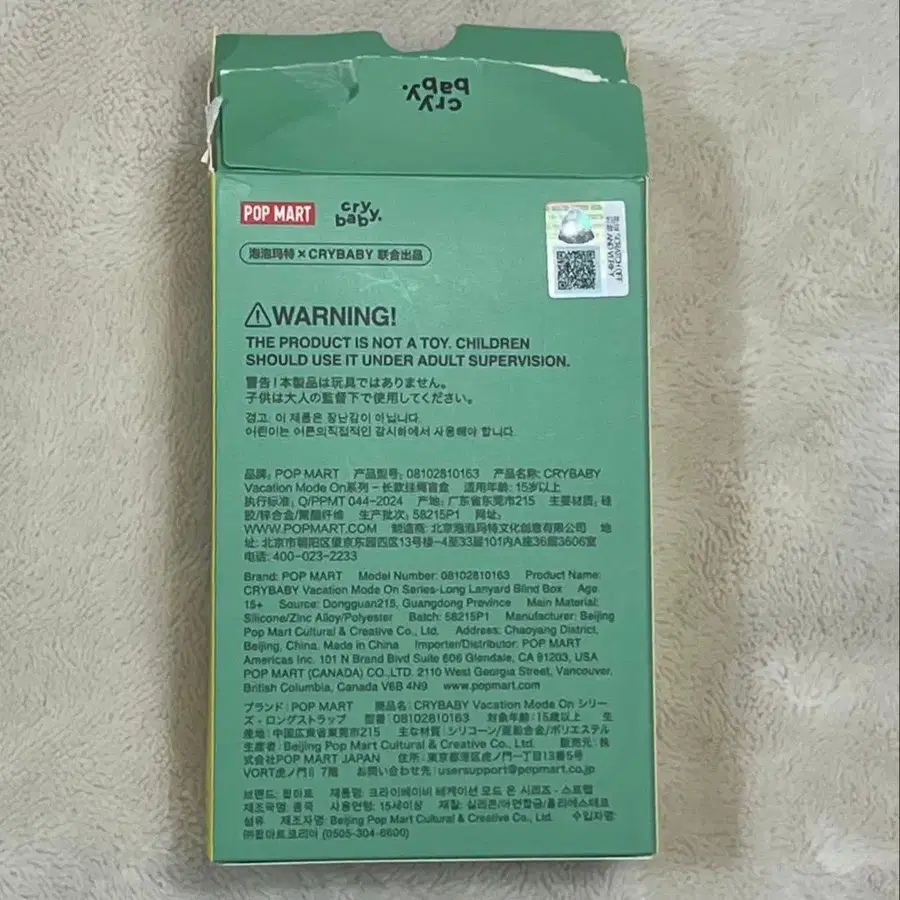 cry
baby.
POP MART
cry
baby.
泡泡玛特×CRYBABY 联合出品
SCRATCH OFF
AND VERIFY
WARNING!
THE PRODUCT IS NOT A TOY. CHILDREN
SHOULD USE IT UNDER ADULT SUPERVISION.
警告!本製品は玩具ではありません。
子供は大人の監督下で使用してください。
경고: 이 제품은 장난감이 아닙니다.
어린이는 어른의직접적인 감시하에서 사용해야 합니다.
品牌: POP MART 产品型号: 08102810163 产品名称: CRYBABY
Vacation Mode On系列－长款挂绳盲盒 适用年龄: 15岁以上
执行标准: Q/PPMT 044-2024 产地: 广东省东莞市215 主要材质: 硅
胶/锌合金/聚酯纤维 生产批次: 58215P1 网址:
WWW.POPMART.COM 制造商: 北京泡泡玛特文化创意有限公司 地
址: 北京市朝阳区望京东园四区13号楼-4至33层101内A座36层3606室
电话: 400-023-2233
Brand: POP MART Model Number: 08102810163 Product Name:
CRYBABY Vacation Mode On Series-Long Lanyard Blind Box Age:
15+ Source: Dongguan215, Guangdong Province Main Material:
Silicone/Zinc Alloy/Polyester Batch: 58215P1 Manufacturer: Beijing
Pop Mart Cultural & Creative Co., Ltd. Address: Chaoyang District,
Beijing, China. Made in China Importer/Distributor: POP MART
Americas Inc. 101 N Brand Blvd Suite 606 Glendale, CA 91203, USA
POP MART (CANADA) CO.,LTD. 2110 West Georgia Street, Vancouver,
British Columbia, Canada V6B 4N9 www.popmart.com
ブランド: POP MART 商品名: CRYBABY Vacation Mode On シリー
ズ - ロングストラップ 型番: 08102810163 対象年齢: 15歳以上 生
産地: 中国広東省東莞市215 主な材質: シリコーン/亜鉛合金/ポリエステル
生産者: Beijing Pop Mart Cultural & Creative Co., Ltd. 販売元: 株
式会社POP MART JAPAN 住所: 東京都港区虎ノ門一丁目13番5号
VORT虎ノ門Ⅱ 7階 お問い合わせ先: usersupport@popmart.co.jp
브랜드: 팝마트 제품명: 크라이베이비 베케이션 모드 온 시리즈 - 스트랩
제조국명: 중국 사용연령: 15세이상 재질: 실리콘/아연합금/폴리에스테르
섬유 제조자명: Beijing Pop Mart Cultural & Creative Co., Ltd. 수입자명:
㈜팝마트코리아 (0505-304-6600)